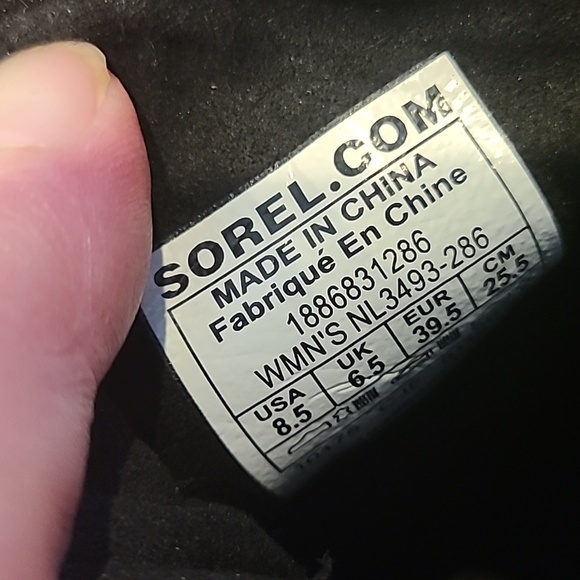 SOREL.COM
MADE IN CHINA
Fabriqué En Chine
1886831286
WMN'S NL3493-286
USA UK EUR CM
8.5 6.5 39.5 25.5